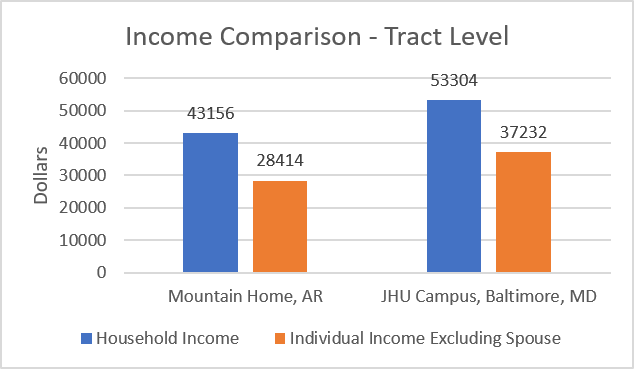 Income Comparison - Tract Level
Dollars
60000
50000
40000
30000
20000
10000
0
43156
28414
53304
37232
Mountain Home, AR
JHU Campus, Baltimore, MD
Household Income
Individual Income Excluding Spouse